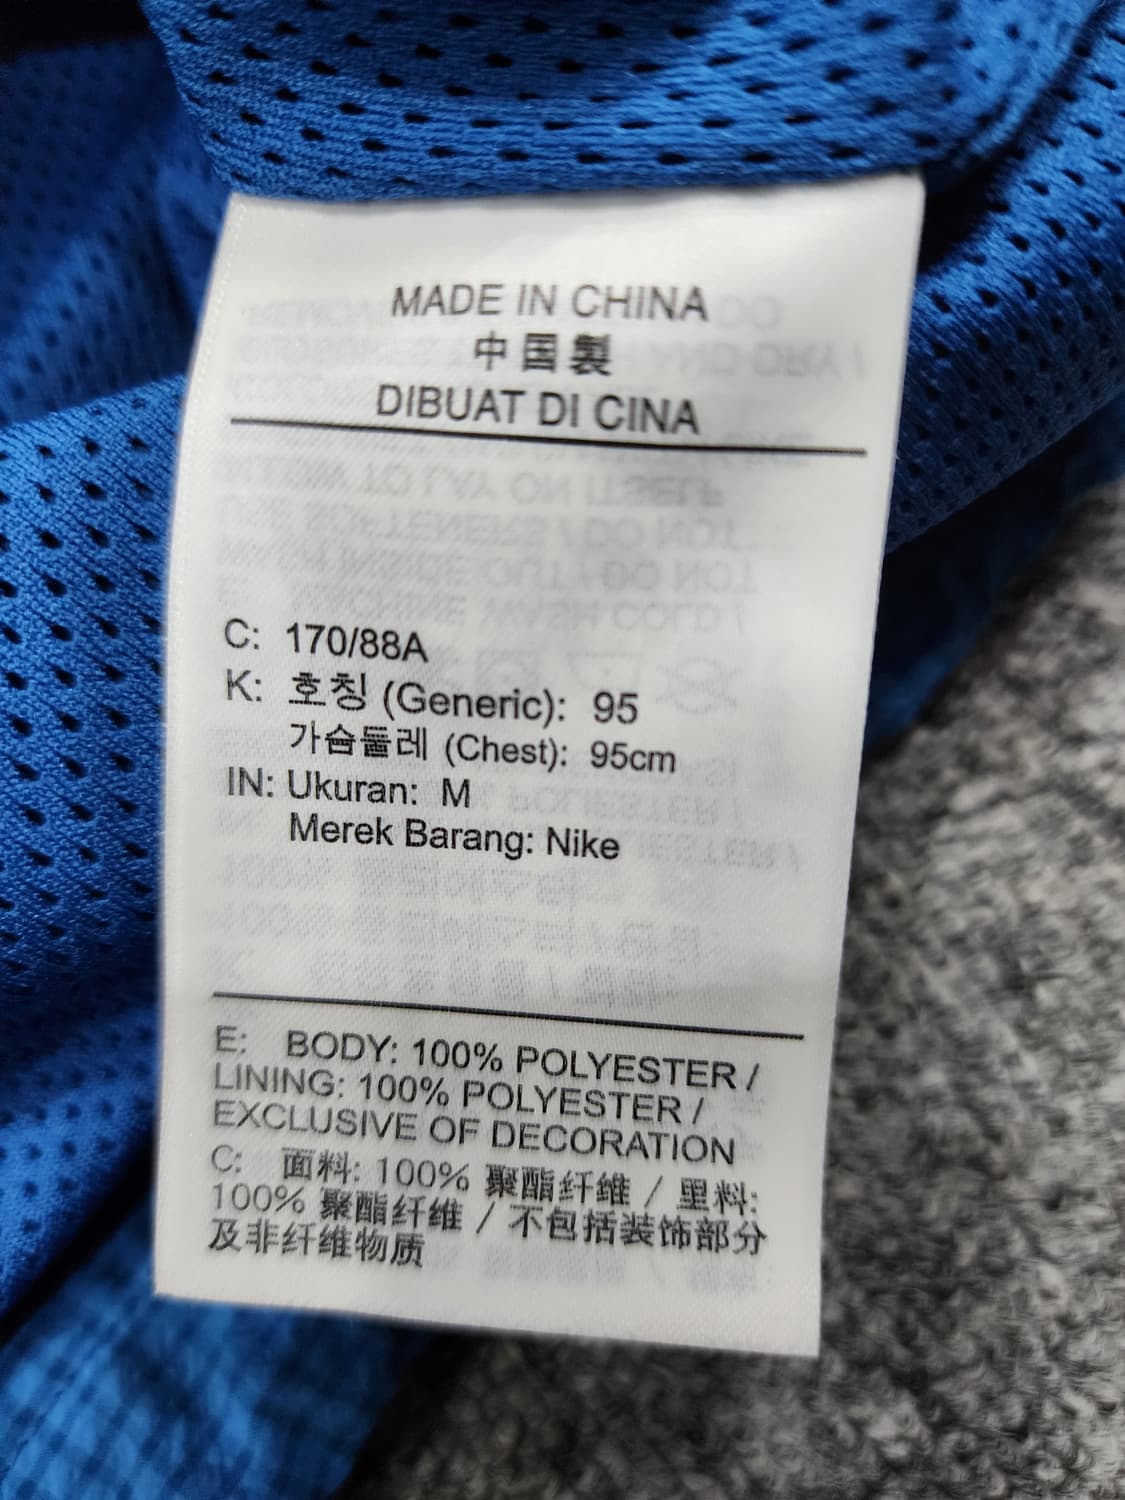 MADE IN CHINA
中国製
DIBUAT DI CINA
C: 170/88A
K: 호칭 (Generic): 95
가슴둘레 (Chest): 95cm
IN: Ukuran: M
Merek Barang: Nike
E: BODY: 100% POLYESTER /
LINING: 100% POLYESTER /
EXCLUSIVE OF DECORATION
C: 面料: 100% 聚酯纤维 / 里料:
100% 聚酯纤维 / 不包括装饰部分
及非纤维物质